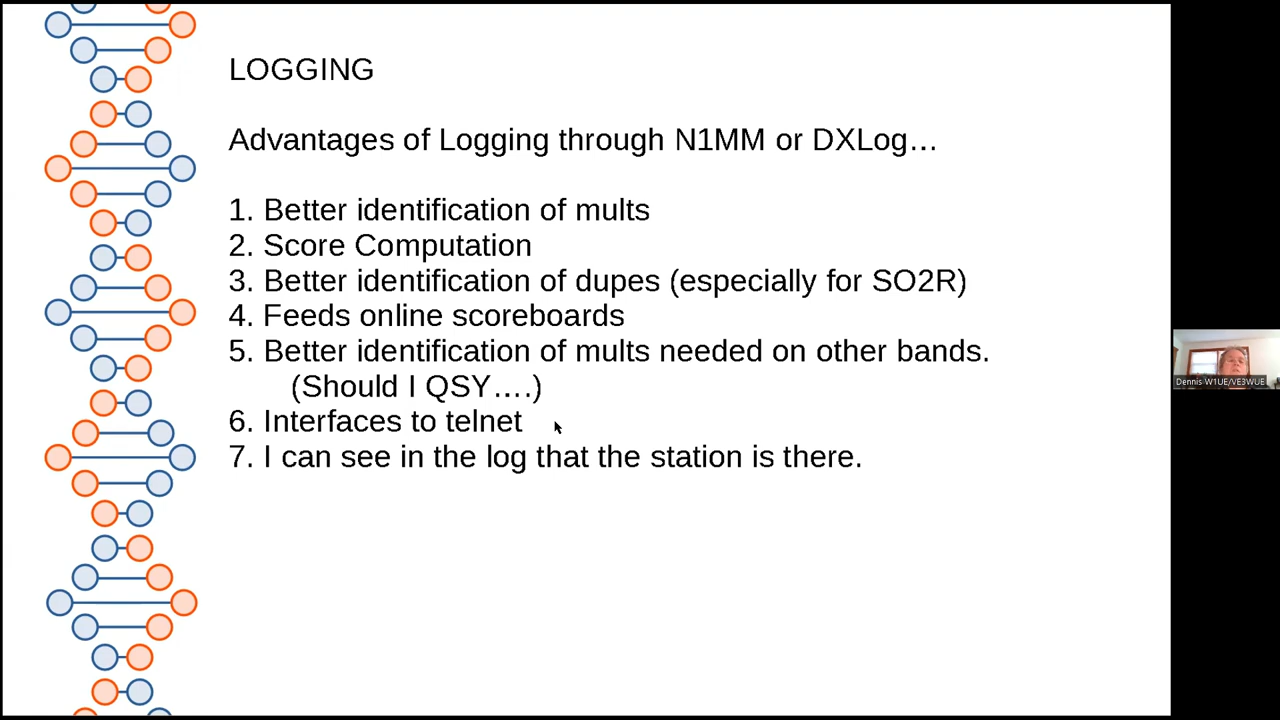 LOGGING
Advantages of Logging through N1MM or DXLog…
1. Better identification of mults
2. Score Computation
3. Better identification of dupes (especially for SO2R)
4. Feeds online scoreboards
5. Better identification of mults needed on other bands.
(Should I QSY….)
6. Interfaces to telnet
7. I can see in the log that the station is there.
Dennis W1UE/VE3WUE